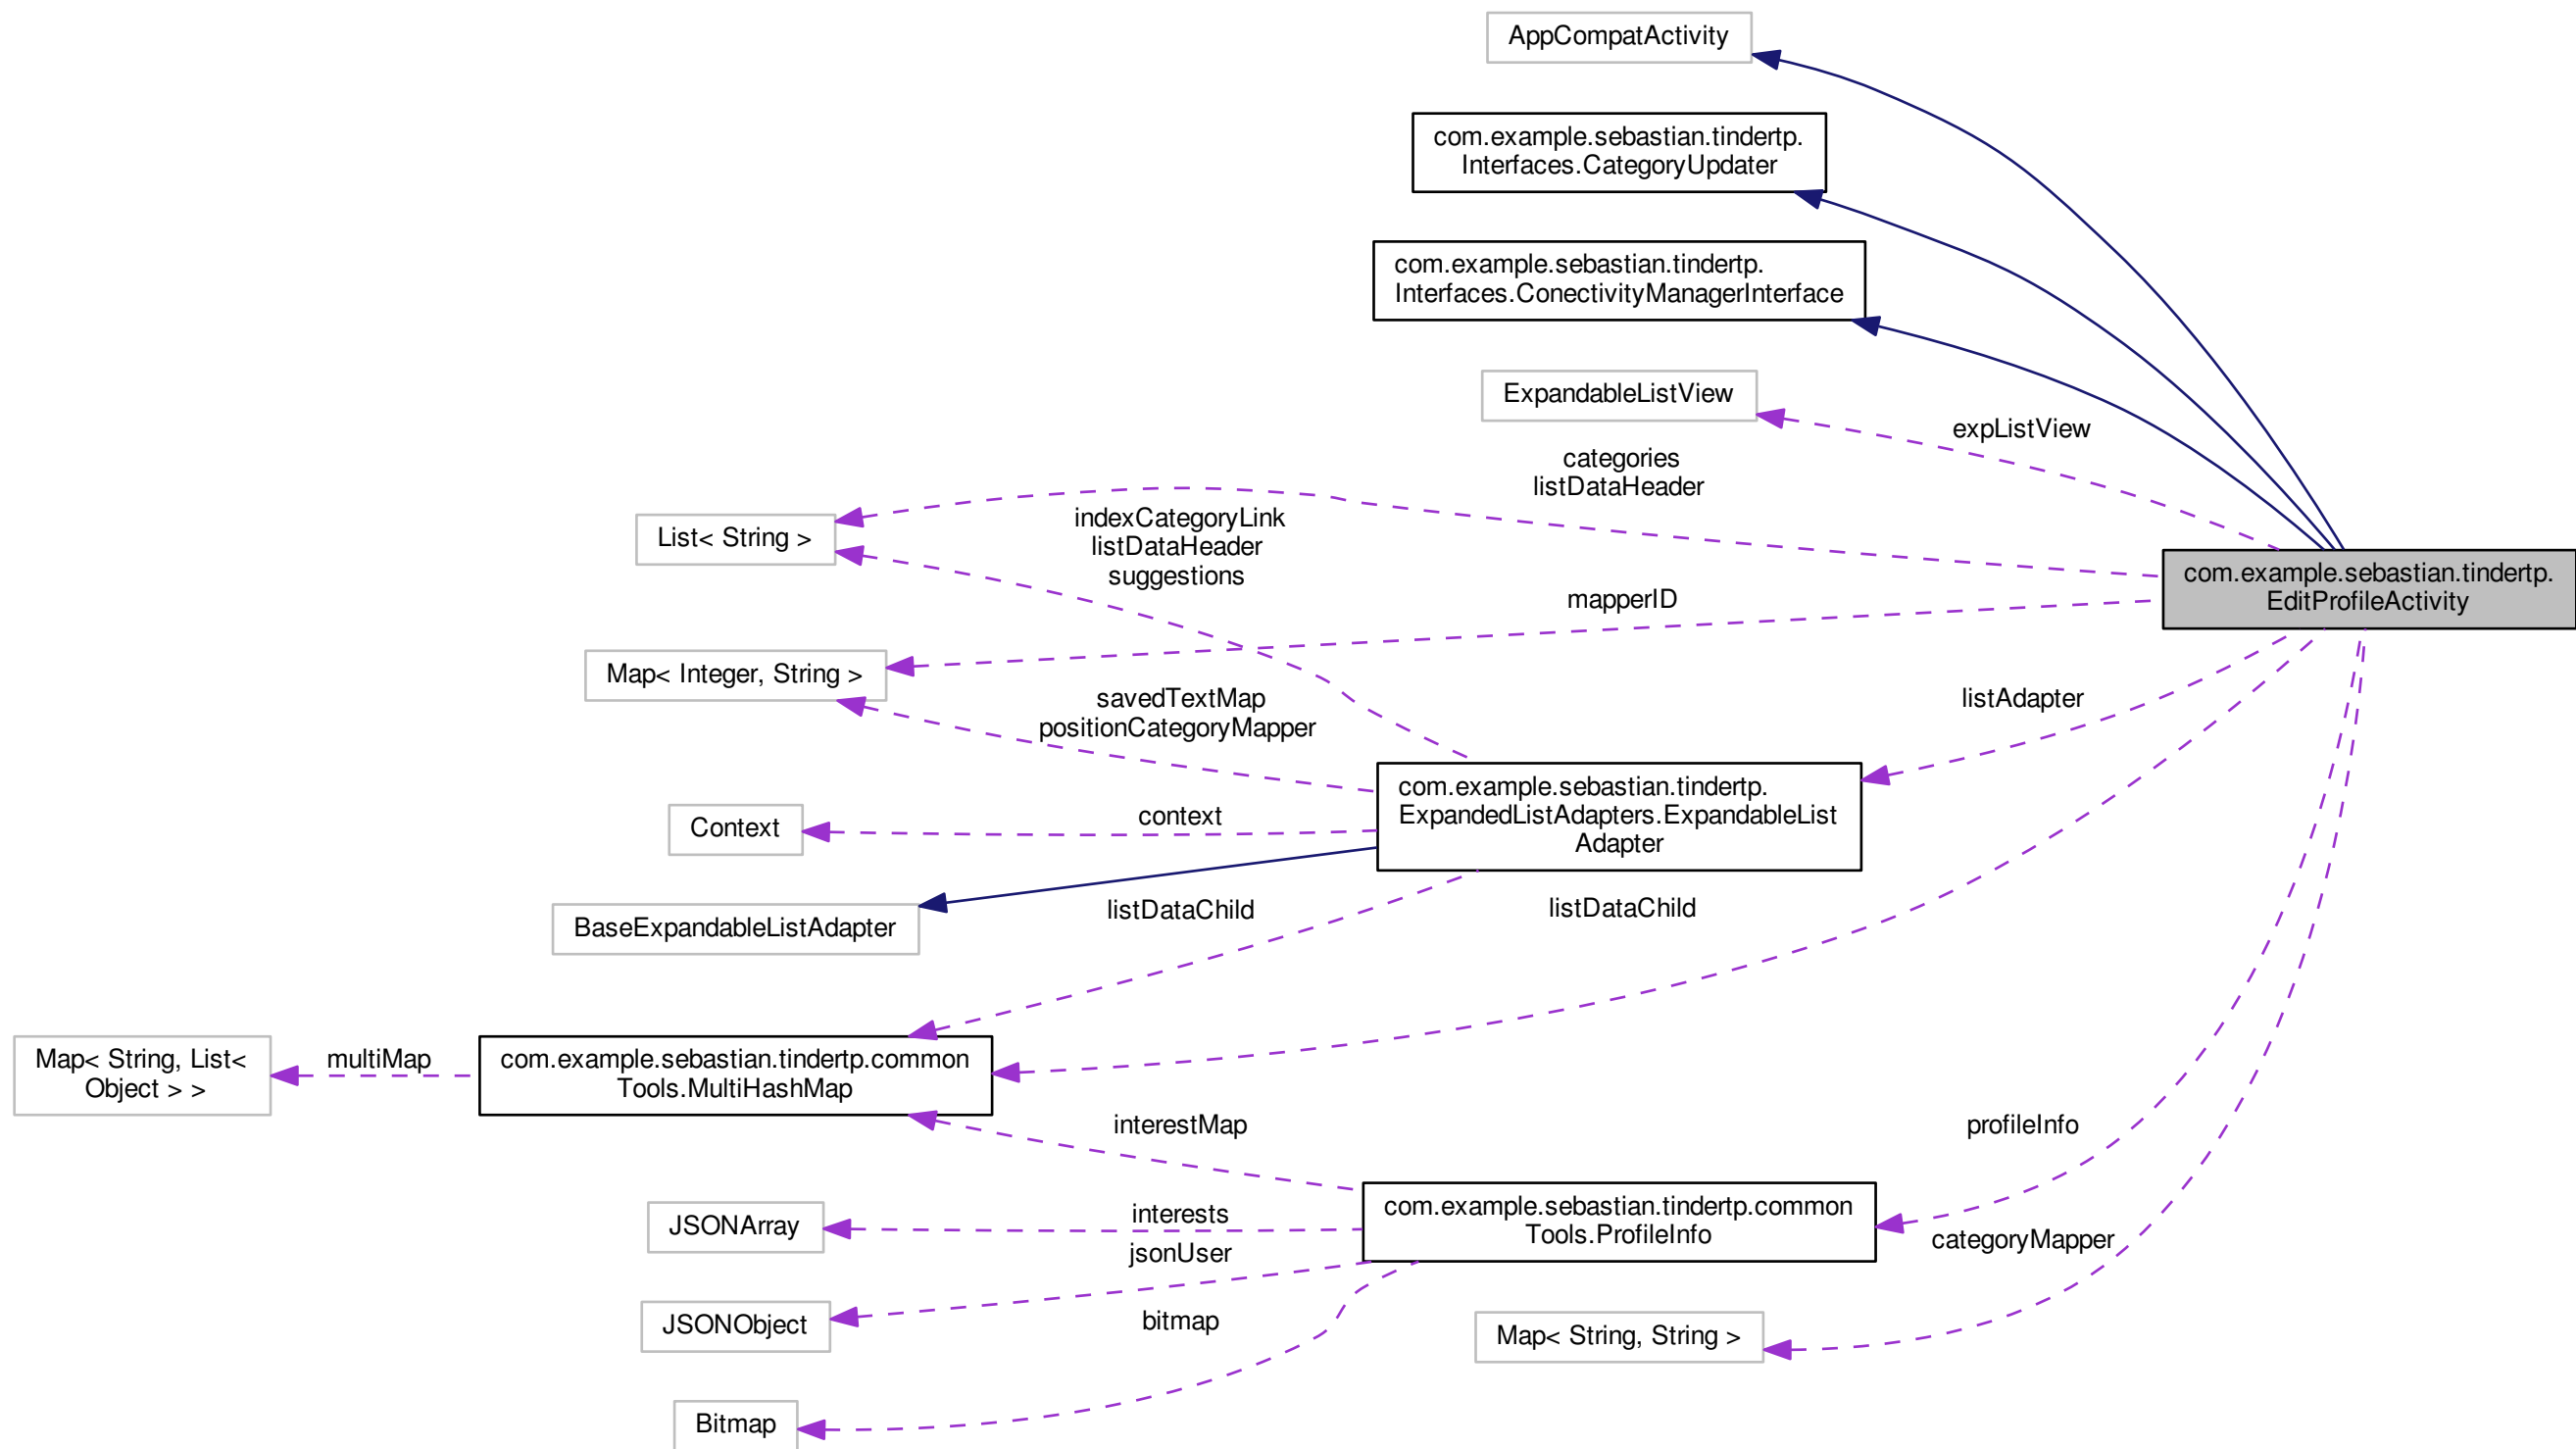 AppCompatActivity
com.example.sebastian.tindertp.
Interfaces.CategoryUpdater
com.example.sebastian.tindertp.
Interfaces.ConectivityManagerInterface
ExpandableListView
expListView
categories
listDataHeader
List< String >
indexCategoryLink
listDataHeader
suggestions
com.example.sebastian.tindertp.
EditProfileActivity
mapperID
Map< Integer, String >
savedTextMap
positionCategoryMapper
listAdapter
com.example.sebastian.tindertp.
ExpandedListAdapters.ExpandableList
Adapter
Context
context
BaseExpandableListAdapter
listDataChild
listDataChild
Map< String, List<
Object > >
multiMap
com.example.sebastian.tindertp.common
Tools.MultiHashMap
interestMap
profileInfo
com.example.sebastian.tindertp.common
Tools.ProfileInfo
JSONArray
interests
jsonUser
categoryMapper
JSONObject
bitmap
Map< String, String >
Bitmap